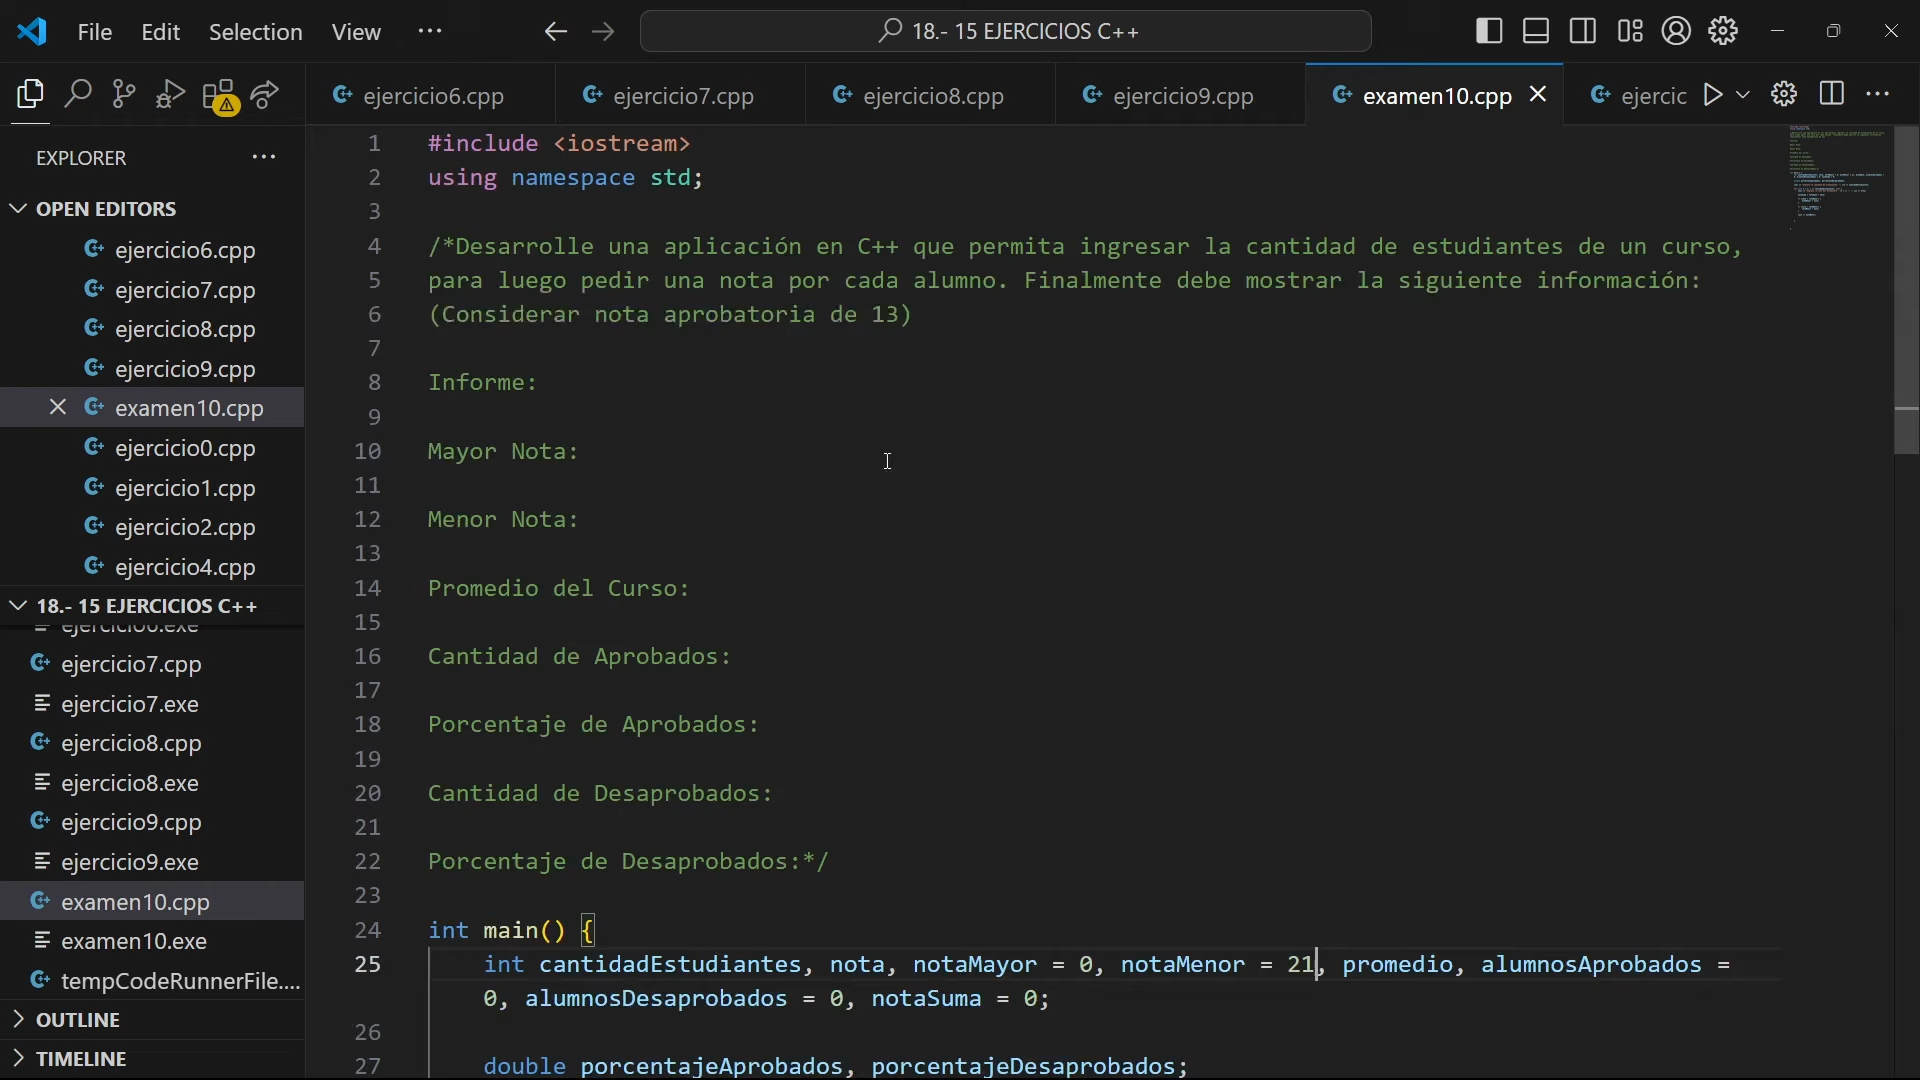 File Edit Selection View ··· 18.- 15 EJERCICIOS C++
ejercicio6.cpp ejercicio7.cpp ejercicio8.cpp ejercicio9.cpp examen10.cpp ejercic
EXPLORER
OPEN EDITORS
ejercicio6.cpp
ejercicio7.cpp
ejercicio8.cpp
ejercicio9.cpp
examen10.cpp
ejercicio0.cpp
ejercicio1.cpp
ejercicio2.cpp
ejercicio4.cpp
18.- 15 EJERCICIOS C++
ejercicio7.cpp
ejercicio7.exe
ejercicio8.cpp
ejercicio8.exe
ejercicio9.cpp
ejercicio9.exe
examen10.cpp
examen10.exe
tempCodeRunnerFile....
OUTLINE
TIMELINE
1 #include <iostream>
2 using namespace std;
3
4 /*Desarrolle una aplicación en C++ que permita ingresar la cantidad de estudiantes de un curso,
5 para luego pedir una nota por cada alumno. Finalmente debe mostrar la siguiente información:
6 (Considerar nota aprobatoria de 13)
7
8 Informe:
9
10 Mayor Nota:
11
12 Menor Nota:
13
14 Promedio del Curso:
15
16 Cantidad de Aprobados:
17
18 Porcentaje de Aprobados:
19
20 Cantidad de Desaprobados:
21
22 Porcentaje de Desaprobados:*/
23
24 int main() {
25 int cantidadEstudiantes, nota, notaMayor = 0, notaMenor = 21, promedio, alumnosAprobados =
0, alumnosDesaprobados = 0, notaSuma = 0;
26
27 double porcentajeAprobados, porcentajeDesaprobados;